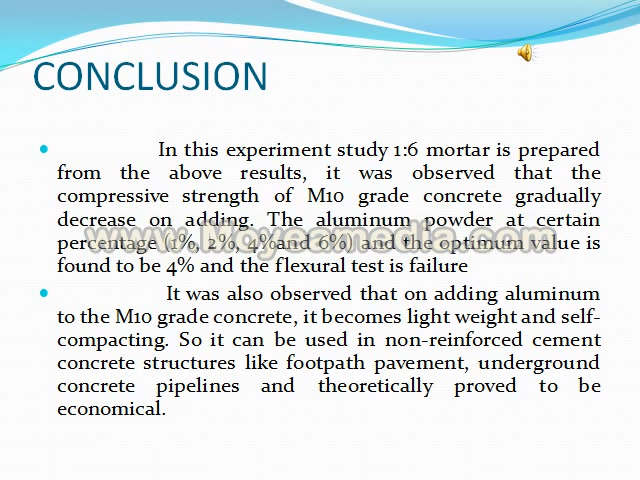 CONCLUSION
In this experiment study 1:6 mortar is prepared
from the above results, it was observed that the
compressive strength of M10 grade concrete gradually
decrease on adding. The aluminum powder at certain
percentage (1%, 2%, 4%and 6%) and the optimum value is
found to be 4% and the flexural test is failure
It was also observed that on adding aluminum
to the M10 grade concrete, it becomes light weight and self-
compacting. So it can be used in non-reinforced cement
concrete structures like footpath pavement, underground
concrete pipelines and theoretically proved to be
economical.
www.Moyeamedia.com